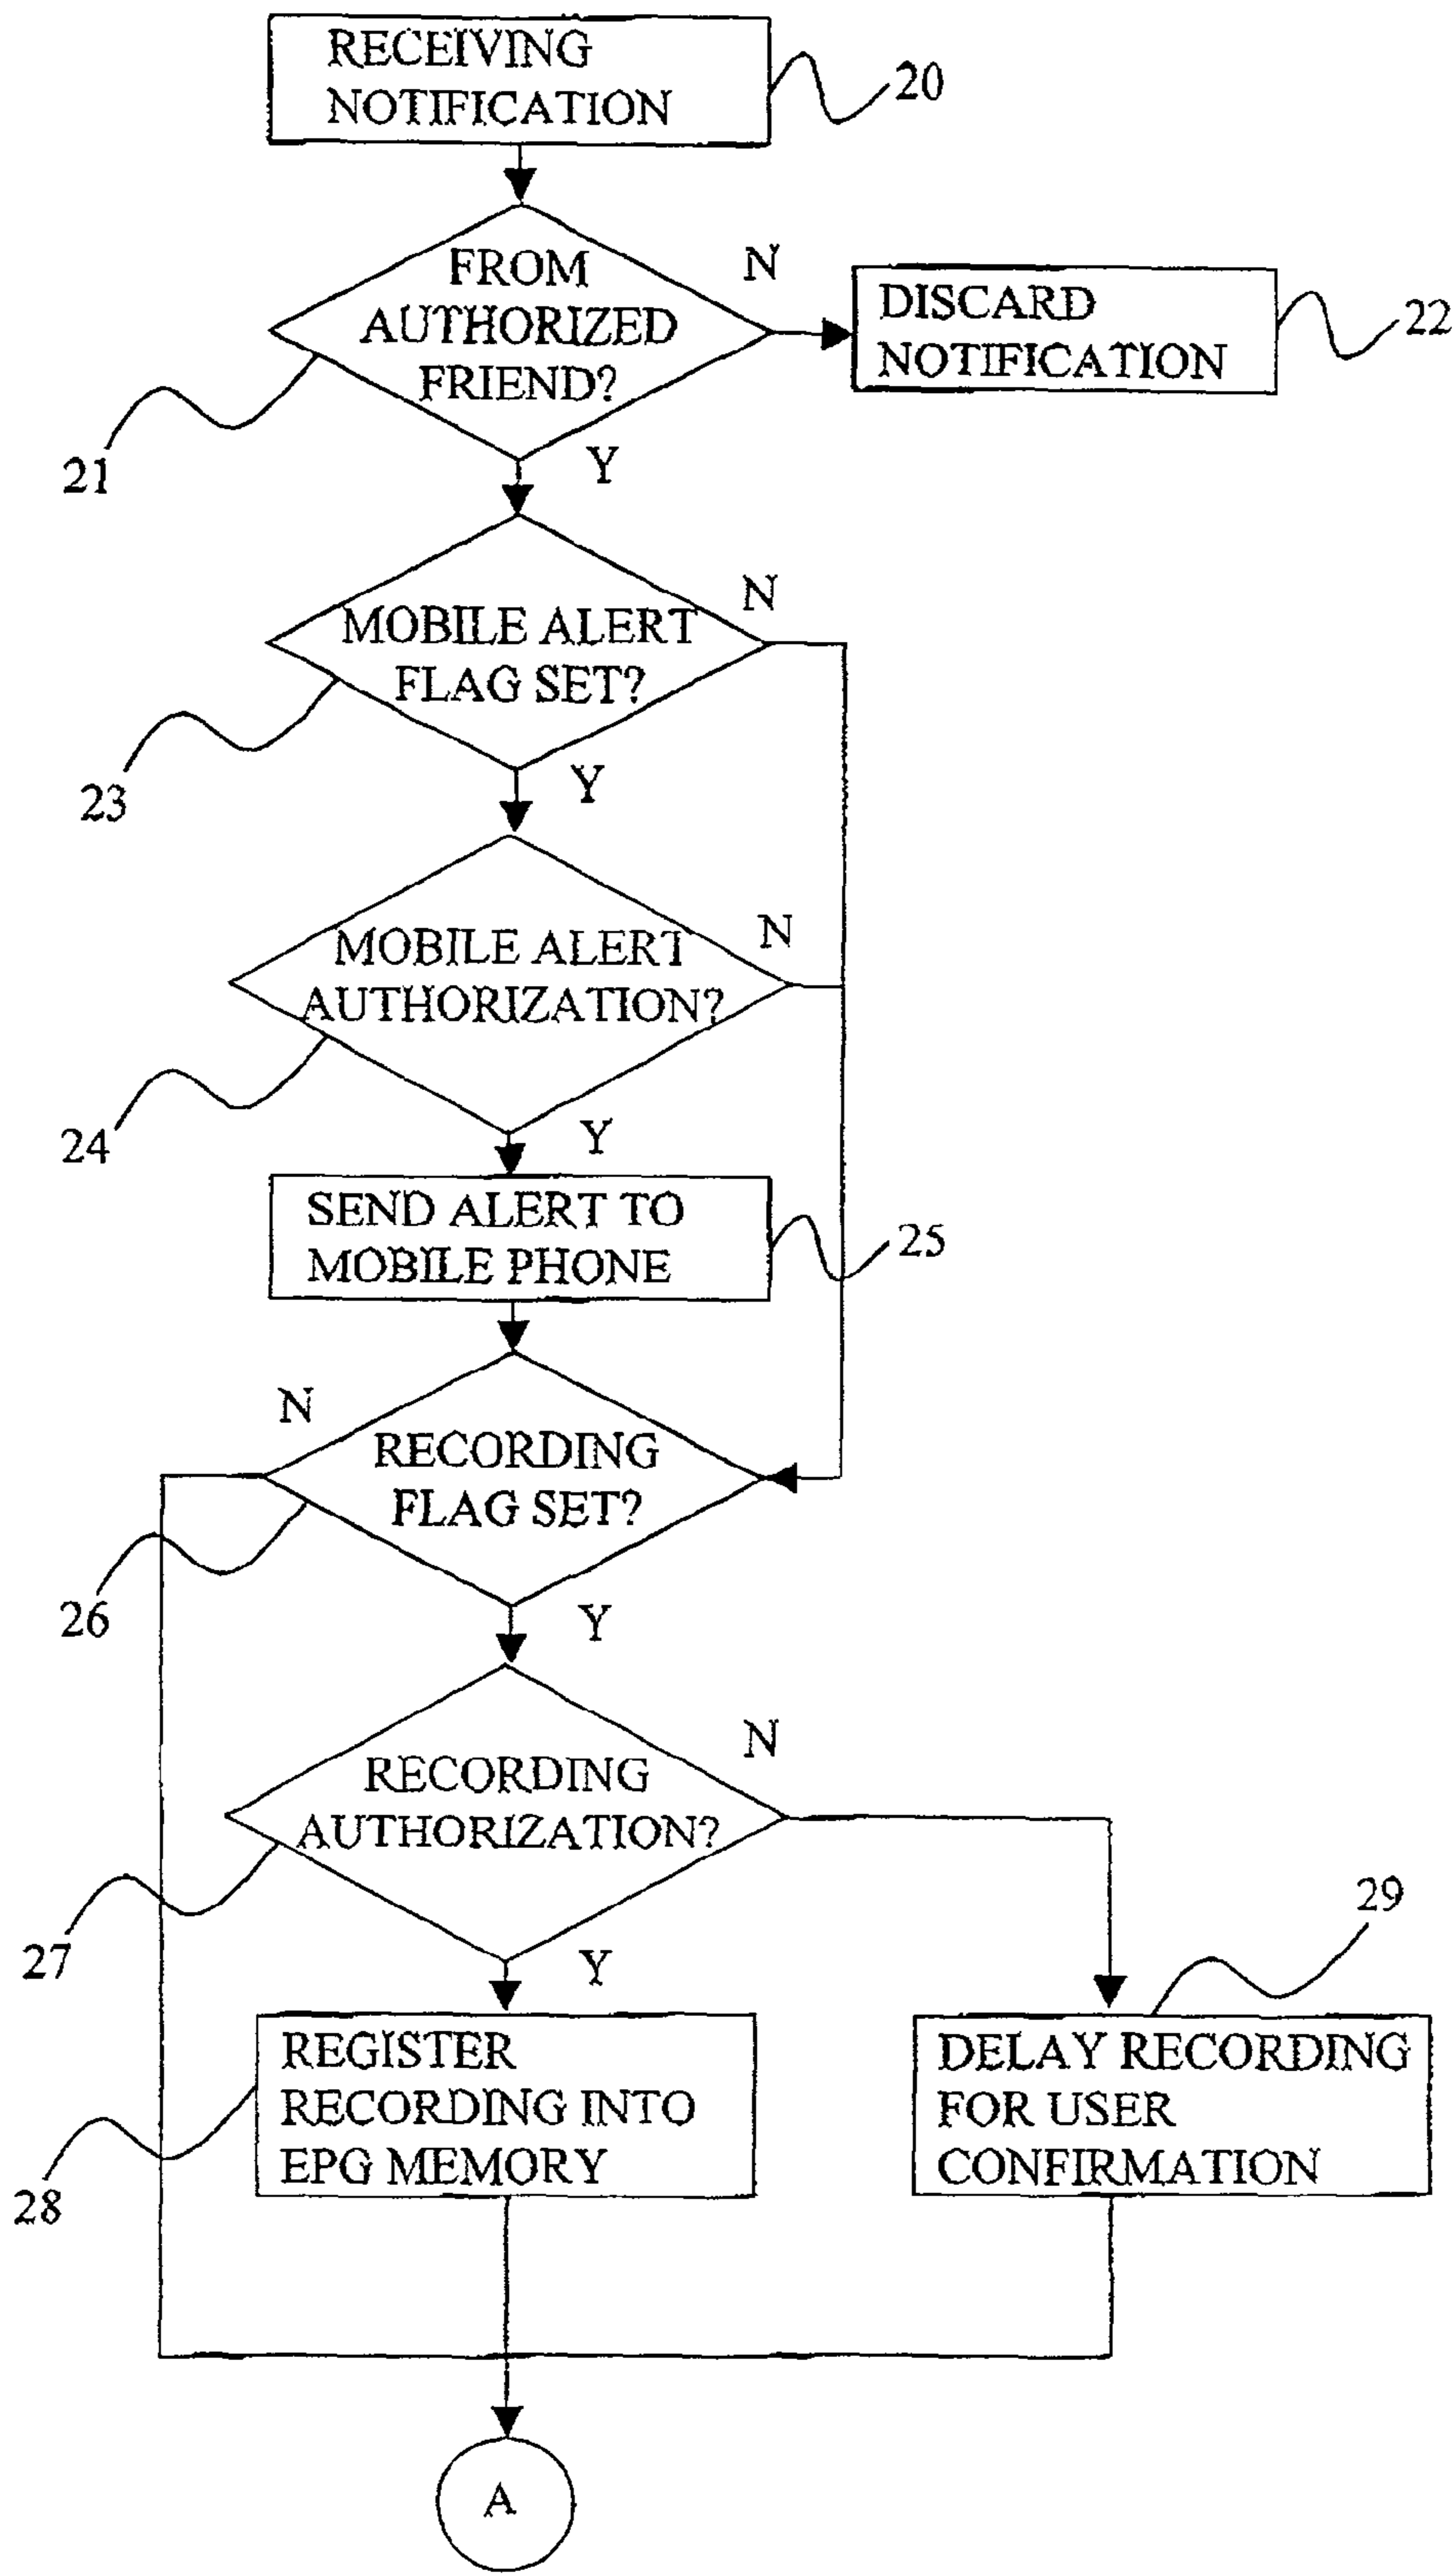 RECEIVING
NOTIFICATION
20
FROM
AUTHORIZED
FRIEND?
N
DISCARD
NOTIFICATION
22
21
Y
MOBILE ALERT
FLAG SET?
N
23
Y
MOBILE ALERT
AUTHORIZATION?
N
24
Y
SEND ALERT TO
MOBILE PHONE
25
N
RECORDING
FLAG SET?
26
Y
RECORDING
AUTHORIZATION?
N
27
Y
29
REGISTER
RECORDING INTO
EPG MEMORY
28
DELAY RECORDING
FOR USER
CONFIRMATION
A